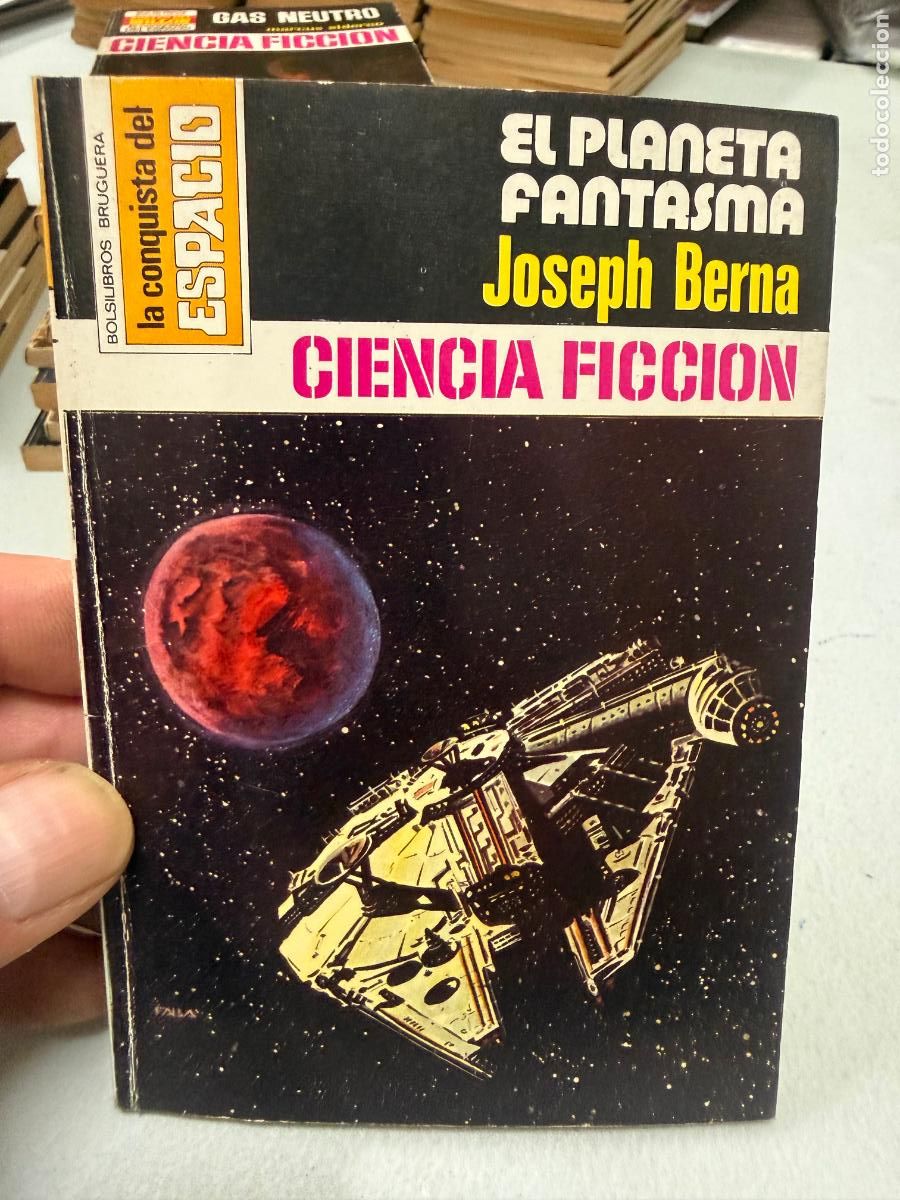 GAS NEUTRO
CIENCIA FICCION
BOLSILIBROS BRUGUERA
la conquista del
ESPACIO
EL PLANETA
FANTASMA
Joseph Berna
CIENCIA FICCION
todocoleccion